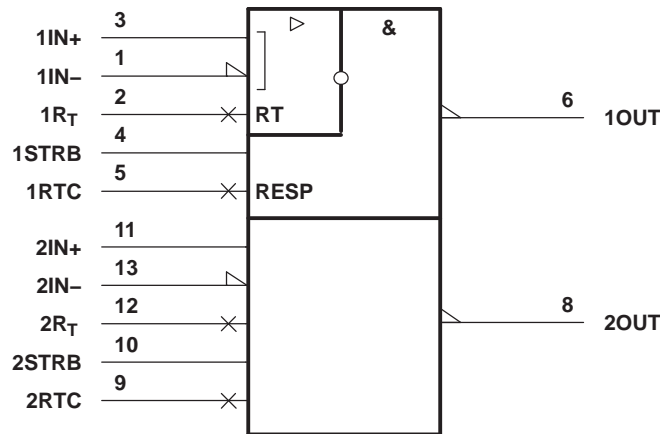 &
3
1IN+
1
1IN–
2
1RT RT
4
1STRB
5
1RTC RESP
6
1OUT
11
2IN+
13
2IN–
12
2RT
10
2STRB
9
2RTC
8
2OUT